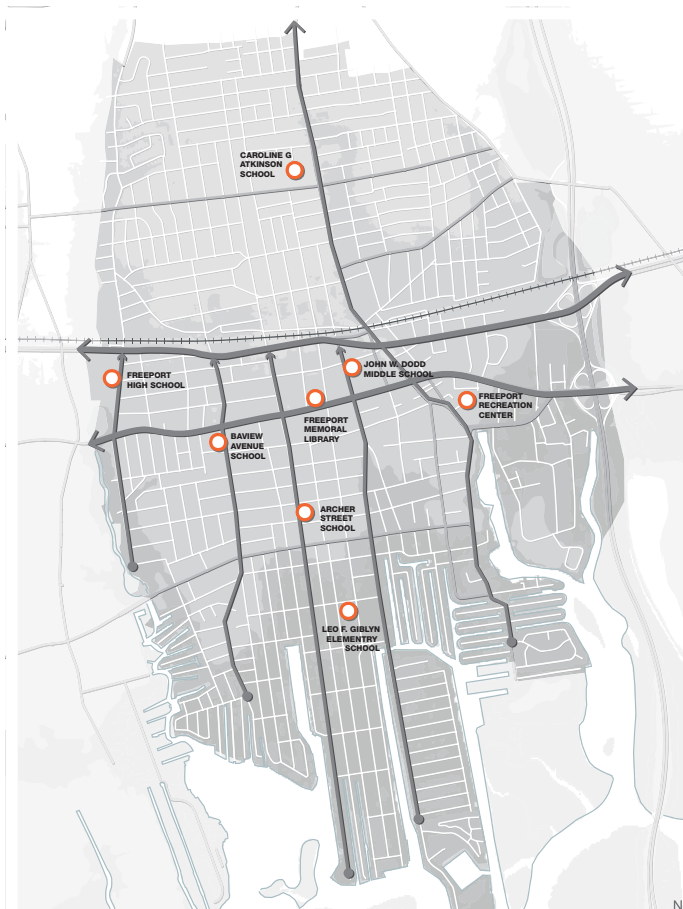 CAROLINE G
ATKINSON
SCHOOL
JOHN W. DODD
MIDDLE SCHOOL
FREEPORT
HIGH SCHOOL
FREEPORT
RECREATION
CENTER
FREEPORT
MEMORAL
LIBRARY
BAVIEW
AVENUE
SCHOOL
ARCHER
STREET
SCHOOL
LEO F. GIBLYN
ELEMENTRY
SCHOOL
N